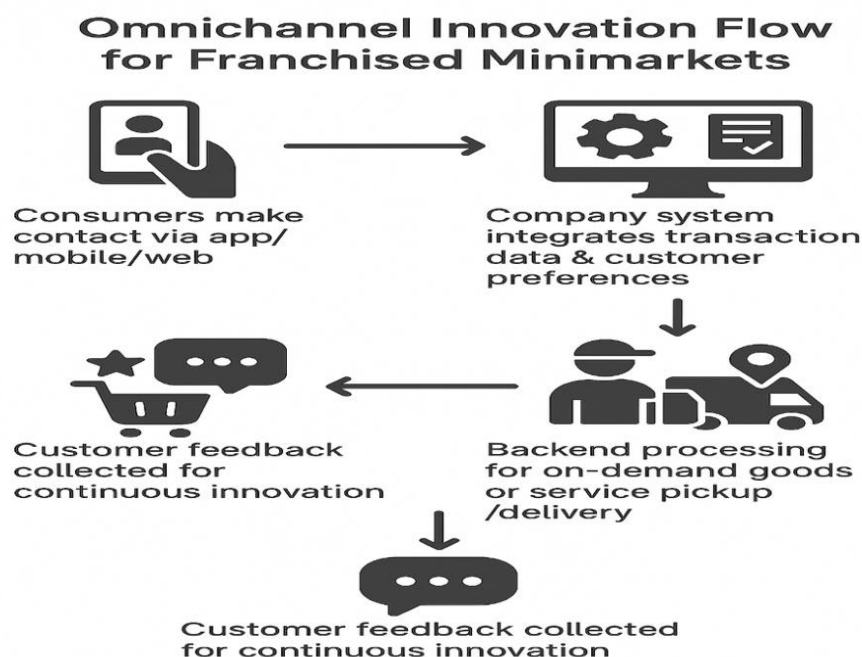 Omnichannel Innovation Flow
for Franchised Minimarkets
Consumers make
contact via app/
mobile/web
Company system
integrates transaction
data & customer
preferences
Customer feedback
collected for
continuous innovation
Backend processing
for on-demand goods
or service pickup
/delivery
Customer feedback collected
for continuous innovation